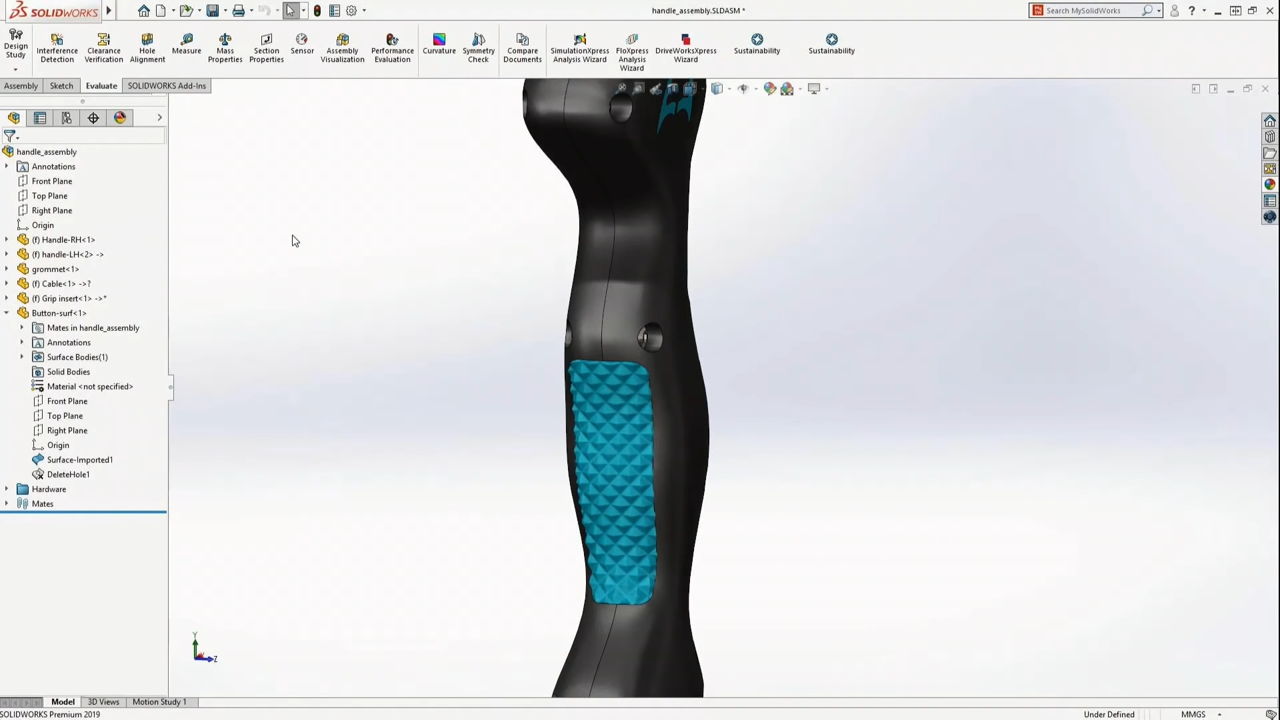 SOLIDWORKS
handle_assembly.SLDASM *
Search MySolidWorks
Design Study
Interference Detection
Clearance Verification
Hole Alignment
Measure
Mass Properties
Section Properties
Sensor
Assembly Visualization
Performance Evaluation
Curvature
Symmetry Check
Compare Documents
SimulationXpress Analysis Wizard
FloXpress Analysis Wizard
DriveWorksXpress Wizard
Sustainability
Sustainability
Assembly
Sketch
Evaluate
SOLIDWORKS Add-Ins
handle_assembly
Annotations
Front Plane
Top Plane
Right Plane
Origin
(f) Handle-RH<1>
(f) handle-LH<2> ->
grommet<1>
(f) Cable<1> ->?
(f) Grip insert<1> ->*
Button-surf<1>
Mates in handle_assembly
Annotations
Surface Bodies(1)
Solid Bodies
Material <not specified>
Front Plane
Top Plane
Right Plane
Origin
Surface-Imported1
DeleteHole1
Hardware
Mates
Y
Z
Model
3D Views
Motion Study 1
SOLIDWORKS Premium 2019
Under Defined
MMGS